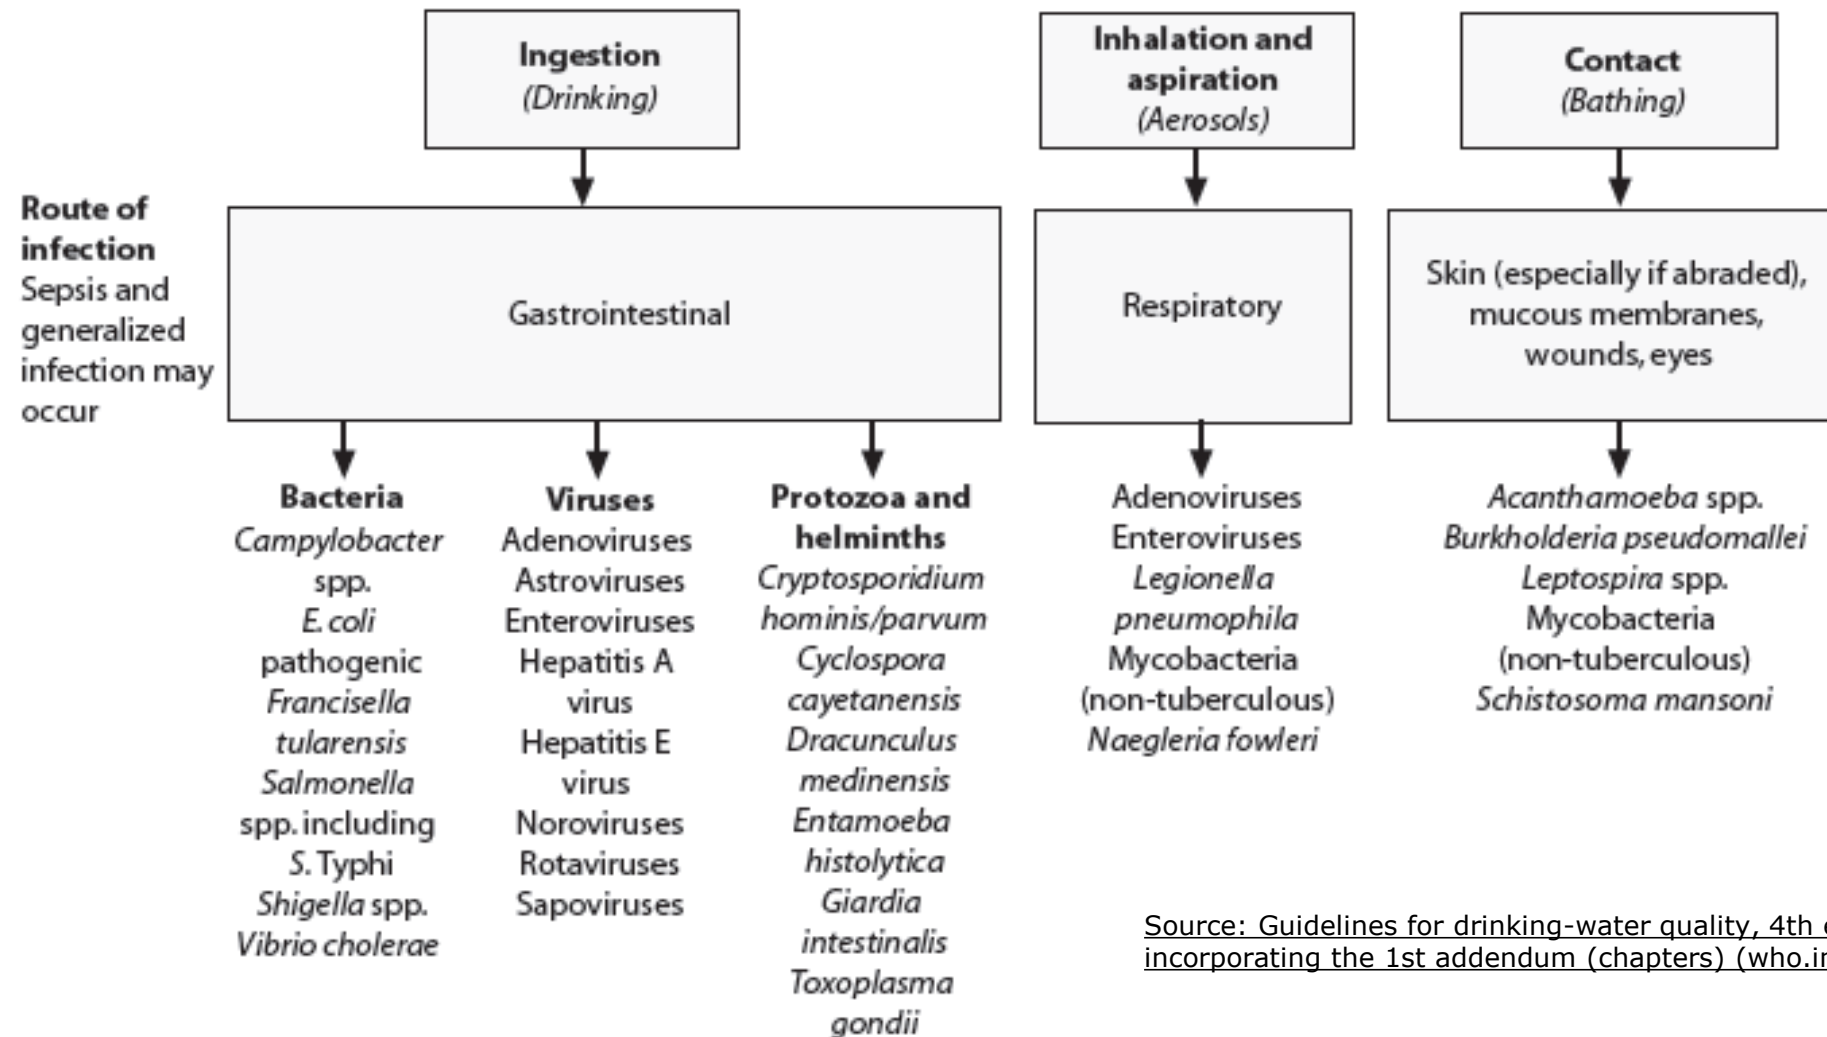 Ingestion
(Drinking)
Inhalation and
aspiration
(Aerosols)
Contact
(Bathing)
Route of
infection
Sepsis and
generalized
infection may
occur
Gastrointestinal
Respiratory
Skin (especially if abraded),
mucous membranes,
wounds, eyes
Bacteria
Campylobacter
spp.
E. coli
pathogenic
Francisella
tularensis
Salmonella
spp. including
S. Typhi
Shigella spp.
Vibrio cholerae
Viruses
Adenoviruses
Astroviruses
Enteroviruses
Hepatitis A
virus
Hepatitis E
virus
Noroviruses
Rotaviruses
Sapoviruses
Protozoa and
helminths
Cryptosporidium
hominis/parvum
Cyclospora
cayetanensis
Dracunculus
medinensis
Entamoeba
histolytica
Giardia
intestinalis
Toxoplasma
gondii
Adenoviruses
Enteroviruses
Legionella
pneumophila
Mycobacteria
(non-tuberculous)
Naegleria fowleri
Acanthamoeba spp.
Burkholderia pseudomallei
Leptospira spp.
Mycobacteria
(non-tuberculous)
Schistosoma mansoni
Source: Guidelines for drinking-water quality, 4th
incorporating the 1st addendum (chapters)